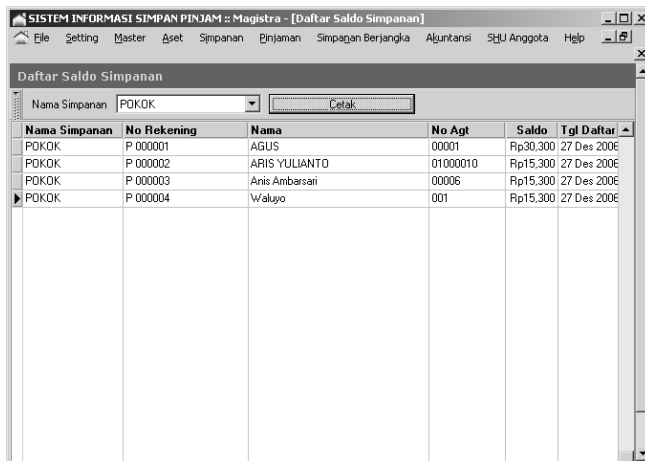 SISTEM INFORMASI SIMPAN PINJAM :: Magistra - [Daftar Saldo Simpanan]
File Setting Master Aset Simpanan Pinjaman Simpanan Berjangka Akuntansi SHU Anggota Help
Daftar Saldo Simpanan
Nama Simpanan POKOK Cetak
Nama Simpanan No Rekening Nama No Agt Saldo Tgl Daftar
POKOK P 000001 AGUS 00001 Rp30,300 27 Des 2006
POKOK P 000002 ARIS YULIANTO 01000010 Rp15,300 27 Des 2006
POKOK P 000003 Anis Ambarsari 00006 Rp15,300 27 Des 2006
POKOK P 000004 Waluyo 001 Rp15,300 27 Des 2006